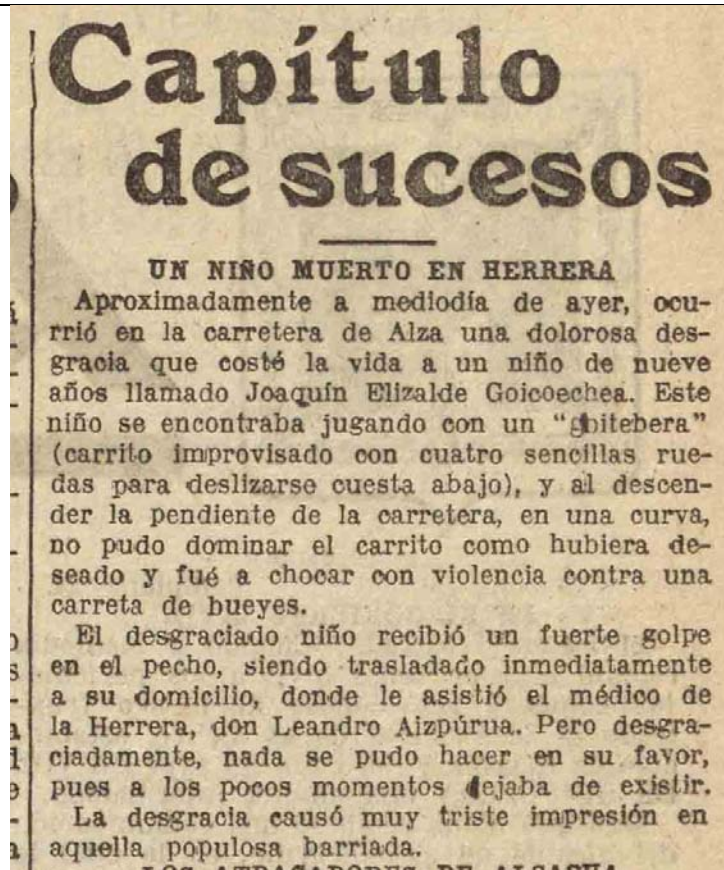 Capítulo
de sucesos
UN NIÑO MUERTO EN HERRERA
Aproximadamente a mediodía de ayer, ocu-
rrió en la carretera de Alza una dolorosa des-
gracia que costé la vida a un niño de nueve
años llamado Joaquín Elizalde Goicoechea. Este
niño se encontraba jugando con un "goitebera"
(carrito improvisado con cuatro sencillas rue-
das para deslizarse cuesta abajo), y al descen-
der la pendiente de la carretera, en una curva,
no pudo dominar el carrito como hubiera de-
seado y fué a chocar con violencia contra una
carreta de bueyes.
El desgraciado niño recibió un fuerte golpe
en el pecho, siendo trasladado inmediatamente
a su domicilio, donde le asistió el médico de
la Herrera, don Leandro Aizpúrua. Pero desgra-
ciadamente, nada se pudo hacer en su favor,
pues a los pocos momentos dejaba de existir.
La desgracia causó muy triste impresión en
aquella populosa barriada.